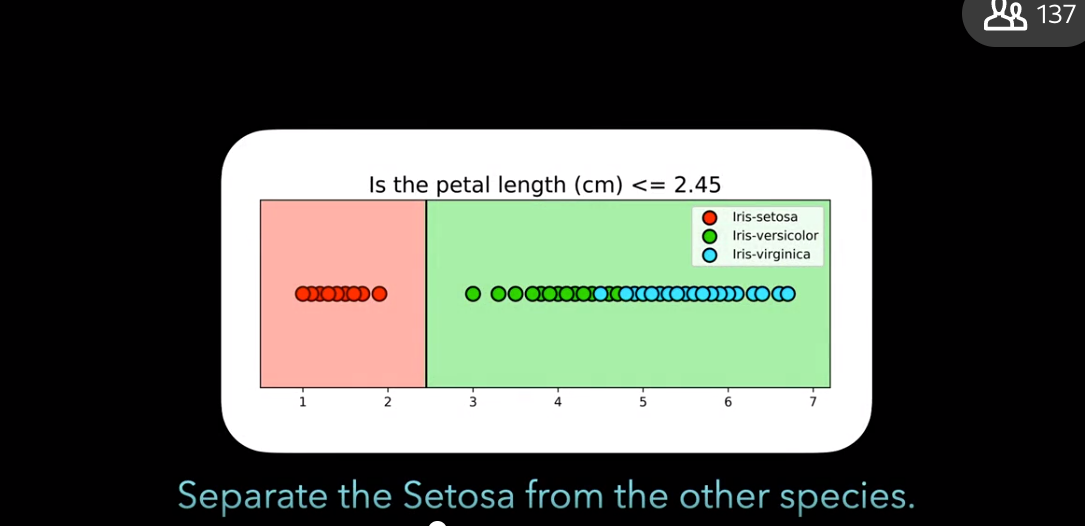 137
Is the petal length (cm) <= 2.45
Iris-setosa
Iris-versicolor
Iris-virginica
1 2 3 4 5 6 7
Separate the Setosa from the other species.